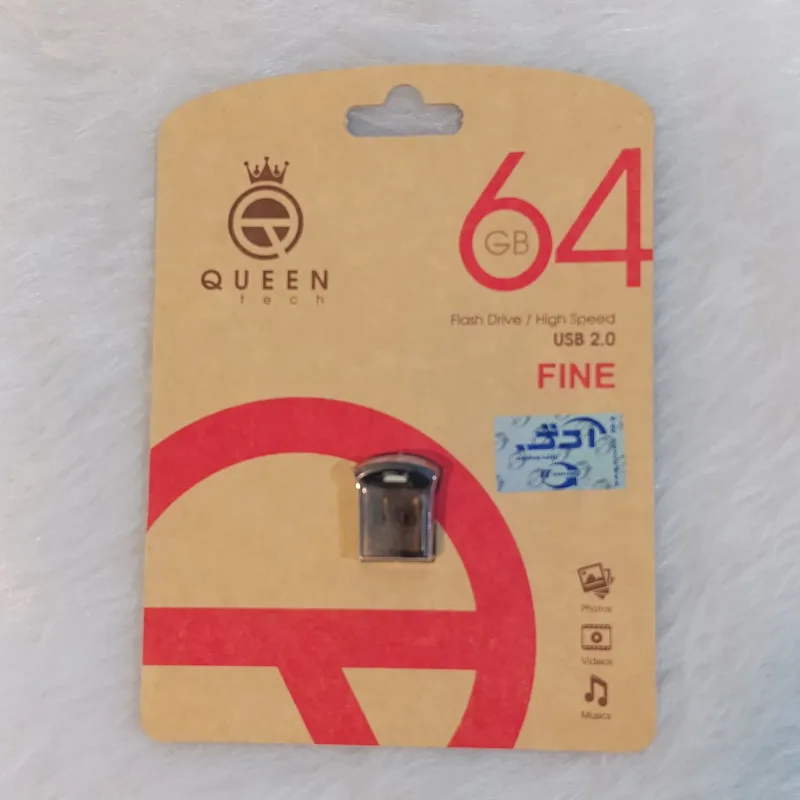 64
GB
QUEEN
tech
Flash Drive / High Speed
USB 2.0
FINE
Photos
Videos
Musics